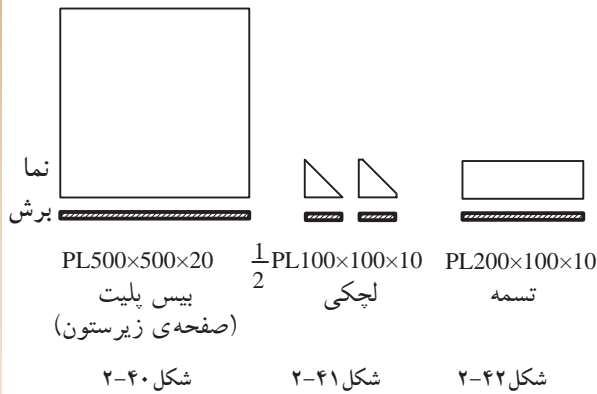 نما
برش
PL500×500×20
بیس پلیت
(صفحه‌ی زیرستون)
شکل ۴۰-۲
1/2 PL100×100×10
لچکی
شکل ۴۱-۲
PL200×100×10
تسمه
شکل ۴۲-۲